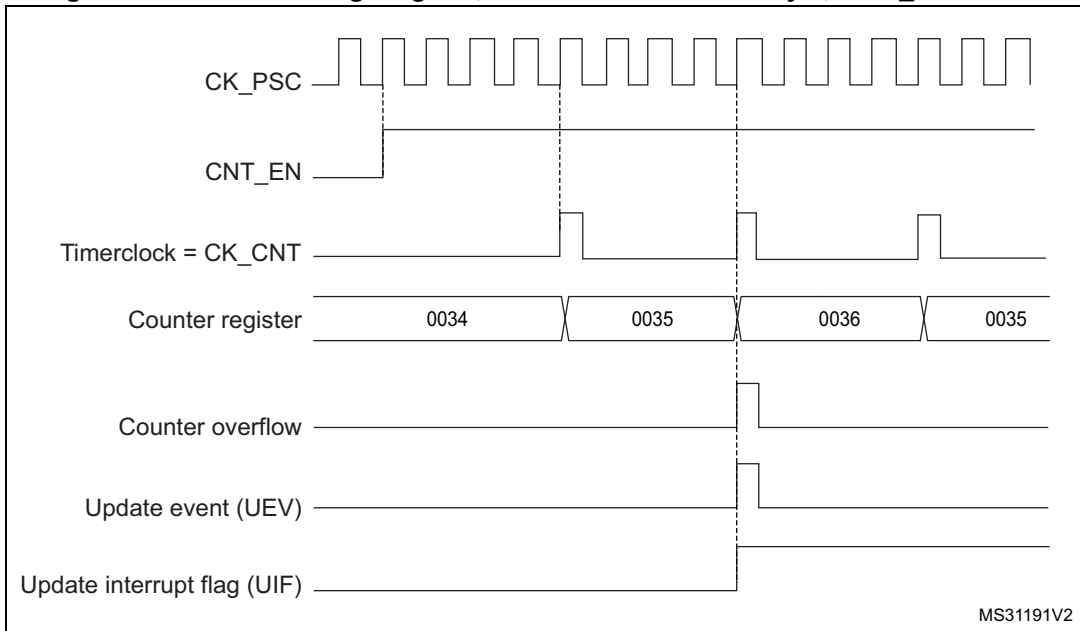 CK_PSC
CNT_EN
Timerclock = CK_CNT
Counter register 0034 0035 0036 0035
Counter overflow
Update event (UEV)
Update interrupt flag (UIF)
MS31191V2